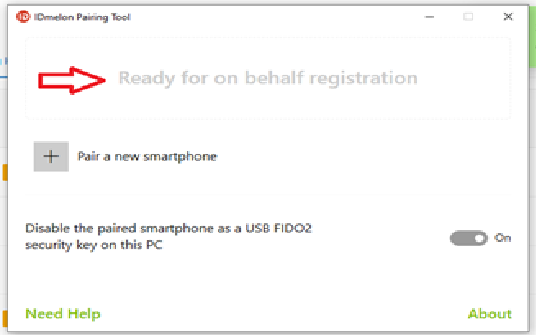 ID IDmelon Pairing Tool
Ready for on behalf registration
Pair a new smartphone
Disable the paired smartphone as a USB FIDO2
security key on this PC
On
Need Help
About